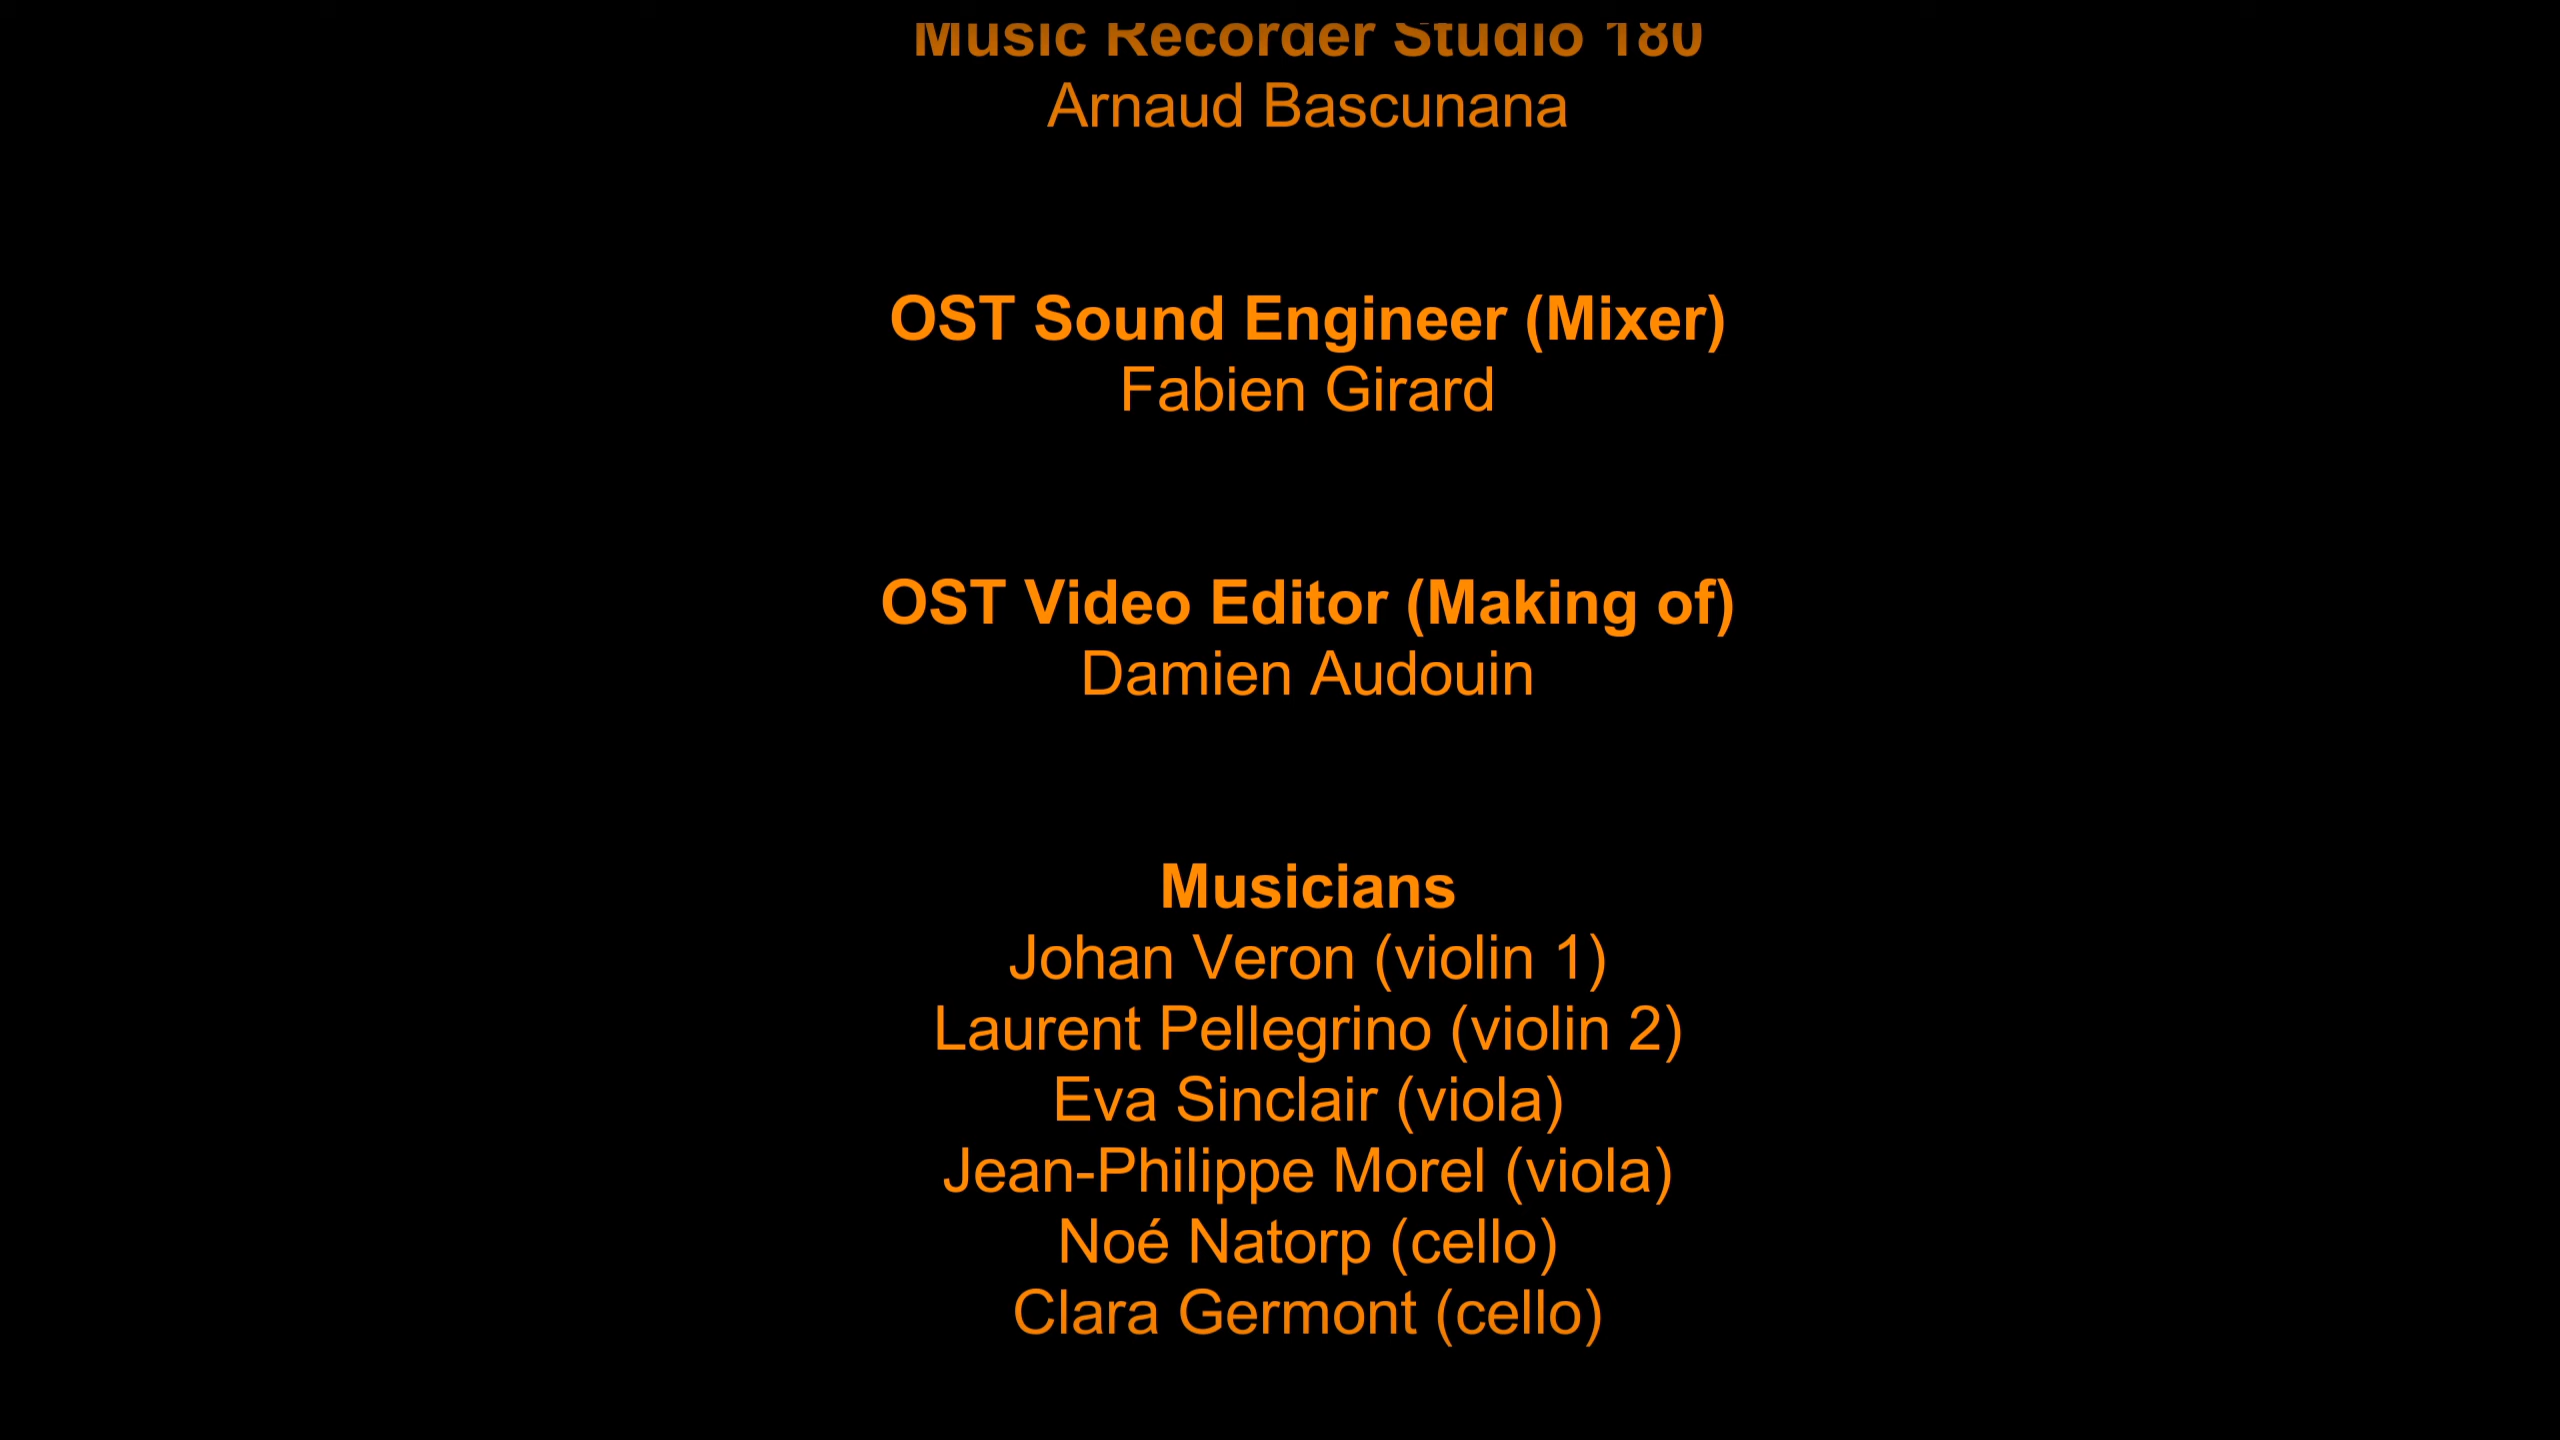 Music Recorder Studio 180
Arnaud Bascunana
OST Sound Engineer (Mixer)
Fabien Girard
OST Video Editor (Making of)
Damien Audouin
Musicians
Johan Veron (violin 1)
Laurent Pellegrino (violin 2)
Eva Sinclair (viola)
Jean-Philippe Morel (viola)
Noé Natorp (cello)
Clara Germont (cello)